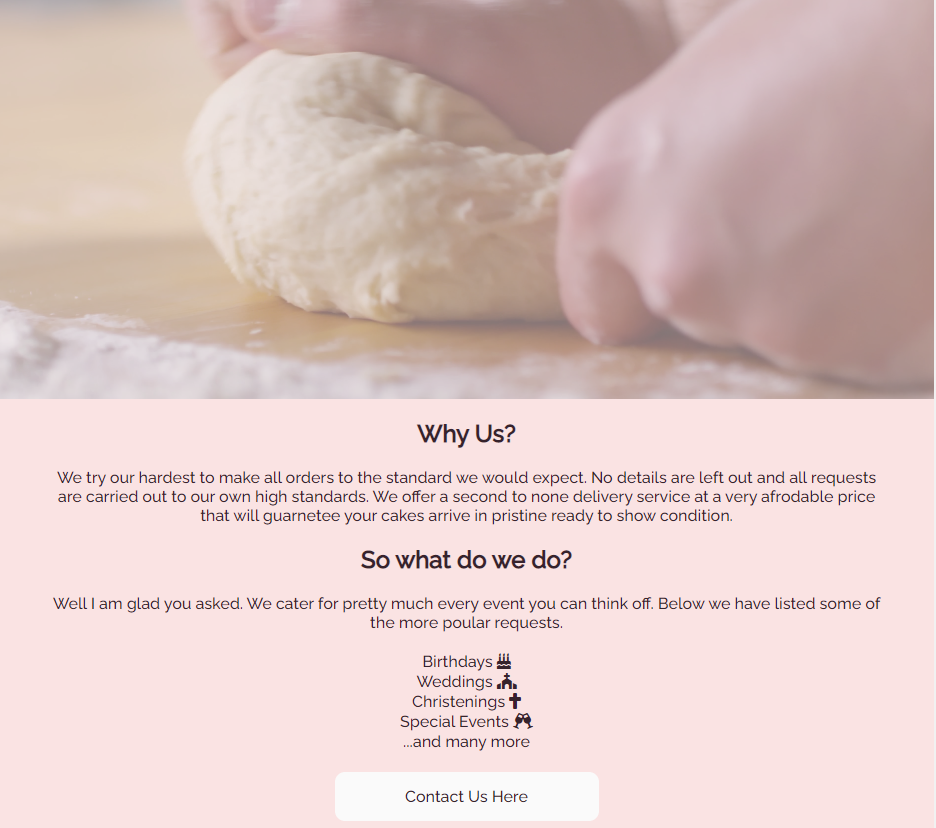 Why Us?
We try our hardest to make all orders to the standard we would expect. No details are left out and all requests
are carried out to our own high standards. We offer a second to none delivery service at a very afrodable price
that will guarnetee your cakes arrive in pristine ready to show condition.
So what do we do?
Well I am glad you asked. We cater for pretty much every event you can think off. Below we have listed some of
the more poular requests.
Birthdays
Weddings
Christenings
Special Events
...and many more
Contact Us Here